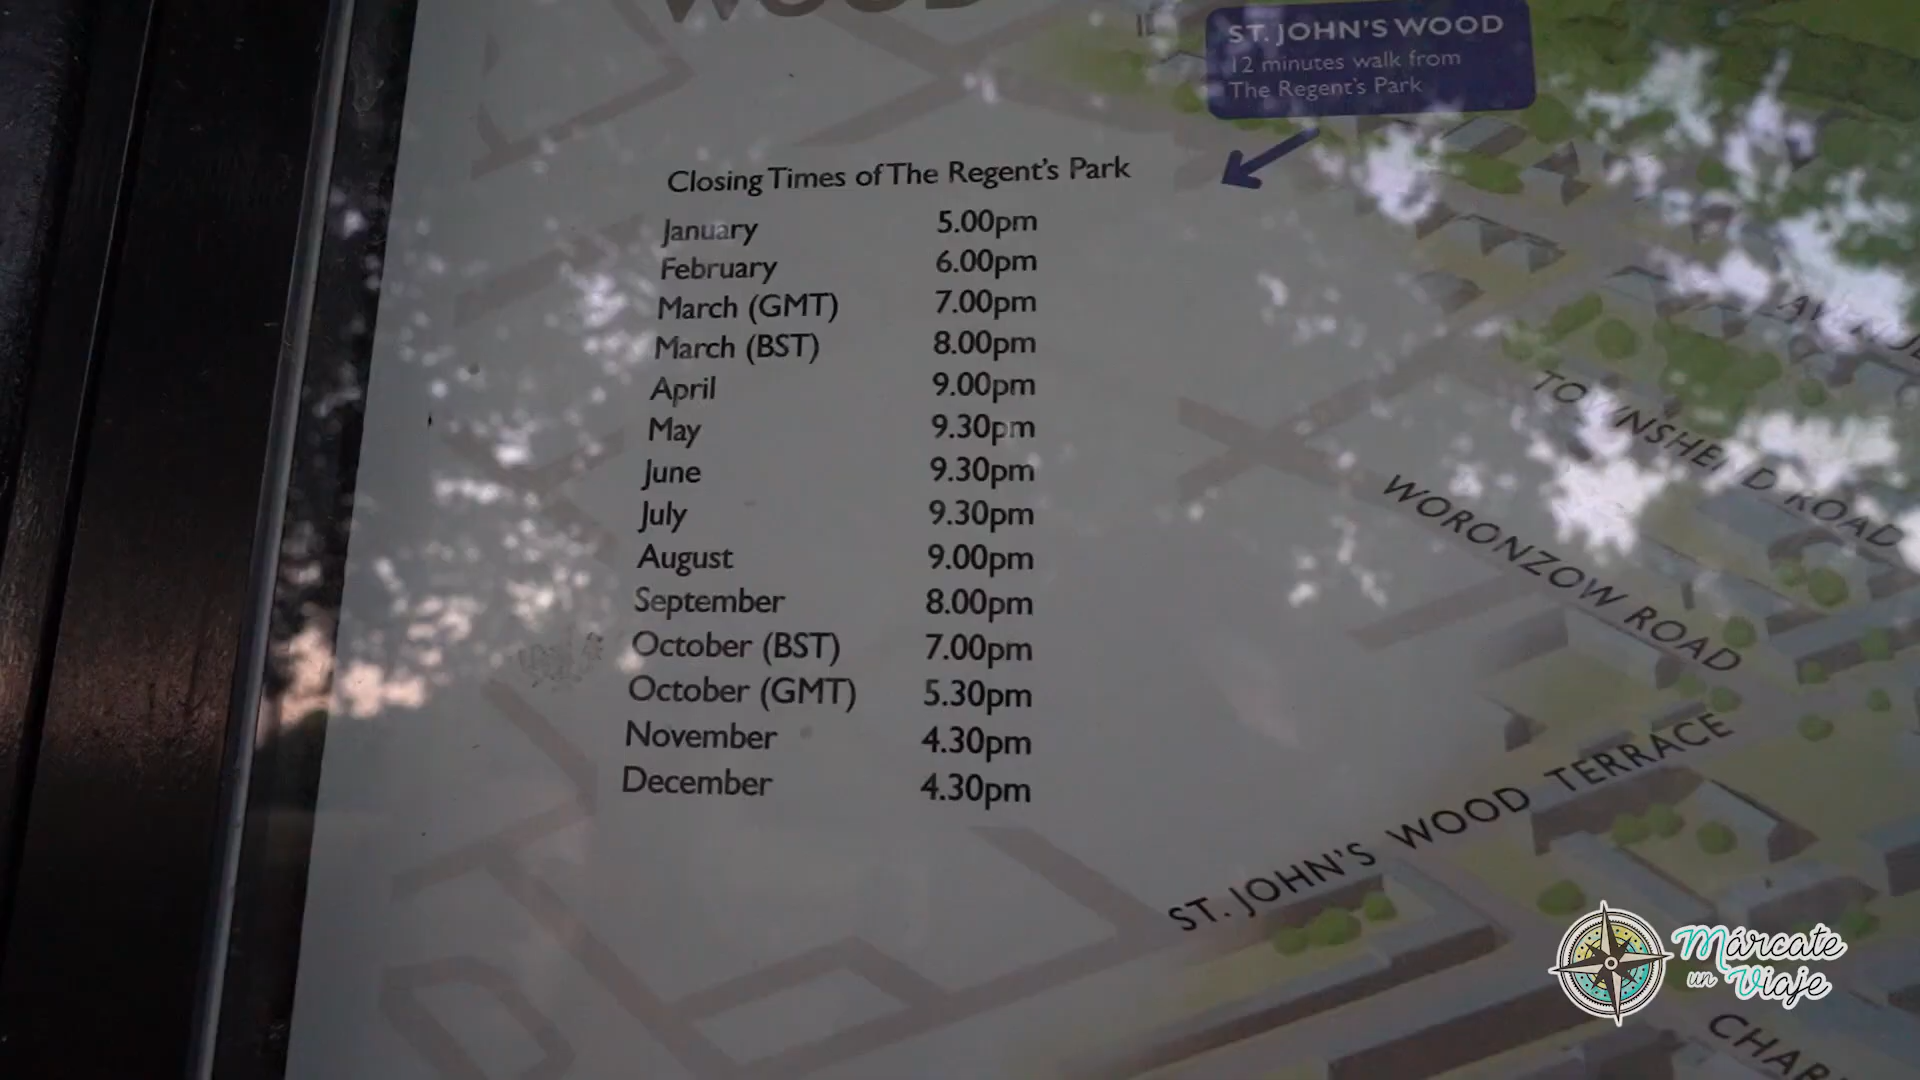 WOOD
ST. JOHN'S WOOD
12 minutes walk from
The Regent's Park
Closing Times of The Regent's Park
January 5.00pm
February 6.00pm
March (GMT) 7.00pm
March (BST) 8.00pm
April 9.00pm
May 9.30pm
June 9.30pm
July 9.30pm
August 9.00pm
September 8.00pm
October (BST) 7.00pm
October (GMT) 5.30pm
November 4.30pm
December 4.30pm
TOWNSHEND ROAD
WORONZOW ROAD
ST. JOHN'S WOOD TERRACE
Márcate
un Viaje